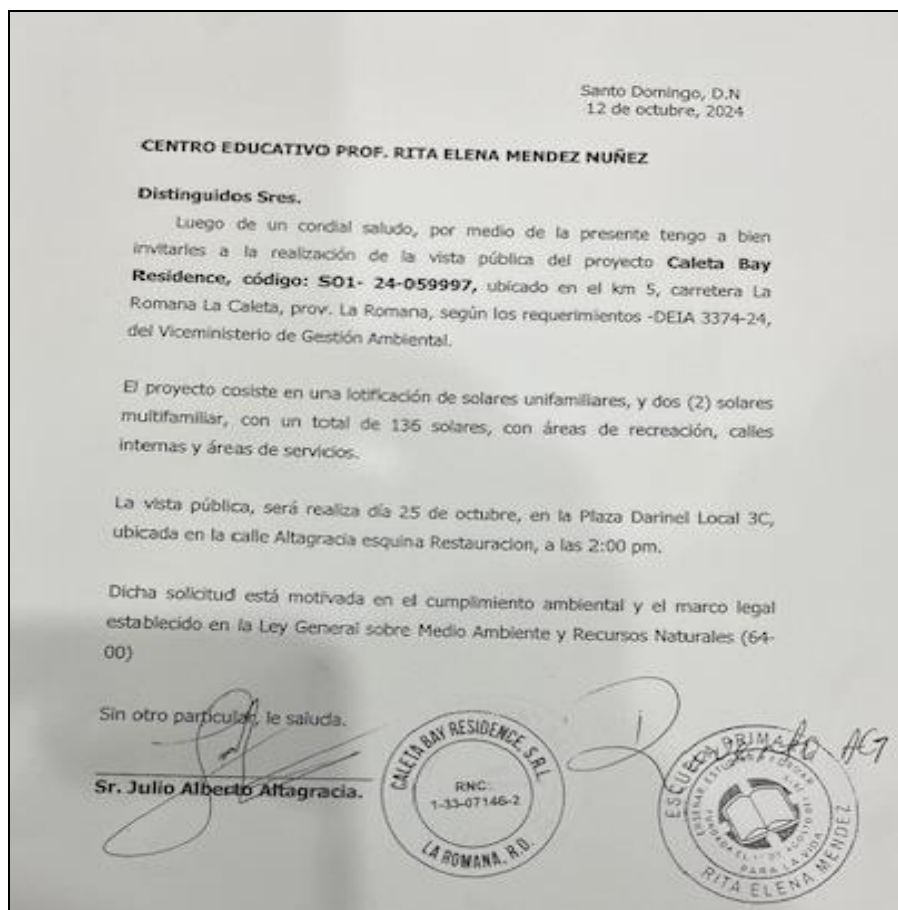 Santo Domingo, D.N
12 de octubre, 2024
CENTRO EDUCATIVO PROF. RITA ELENA MENDEZ NUÑEZ
Distinguidos Sres.
Luego de un cordial saludo, por medio de la presente tengo a bien
invitarles a la realización de la vista pública del proyecto Caleta Bay
Residence, código: SO1- 24-059997, ubicado en el km 5, carretera La
Romana La Caleta, prov. La Romana, según los requerimientos -DEIA 3374-24,
del Viceministerio de Gestión Ambiental.
El proyecto cosiste en una lotificación de solares unifamiliares, y dos (2) solares
multifamiliar, con un total de 136 solares, con áreas de recreación, calles
internas y áreas de servicios.
La vista pública, será realiza día 25 de octubre, en la Plaza Darinel Local 3C,
ubicada en la calle Altagracia esquina Restauracion, a las 2:00 pm.
Dicha solicitud está motivada en el cumplimiento ambiental y el marco legal
establecido en la Ley General sobre Medio Ambiente y Recursos Naturales (64-
00)
Sin otro particular, le saluda.
Sr. Julio Alberto Altagracia.
CALETA BAY RESIDENCE, S.R.L
RNC:
1-33-07146-2
LA ROMANA, R.D.
ESCUELA PRIMARIA
RITA ELENA MENDEZ
PARA LA VIDA